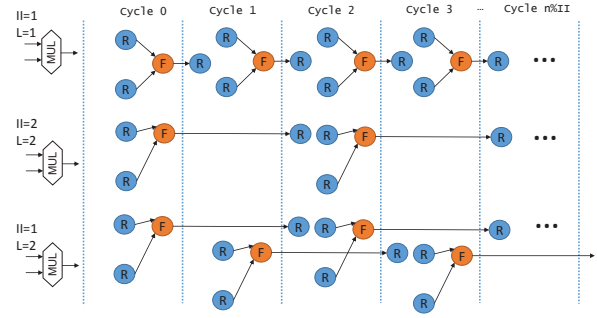 Cycle 0 Cycle 1 Cycle 2 Cycle 3 … Cycle n%II
II=1
L=1
MUL
R R R R
F R F R F R F R •••
R R R R
II=2
L=2
MUL
R R
F R F R •••
R R
II=1
L=2
MUL
R F R R F R •••
R F R R F
R R
R R